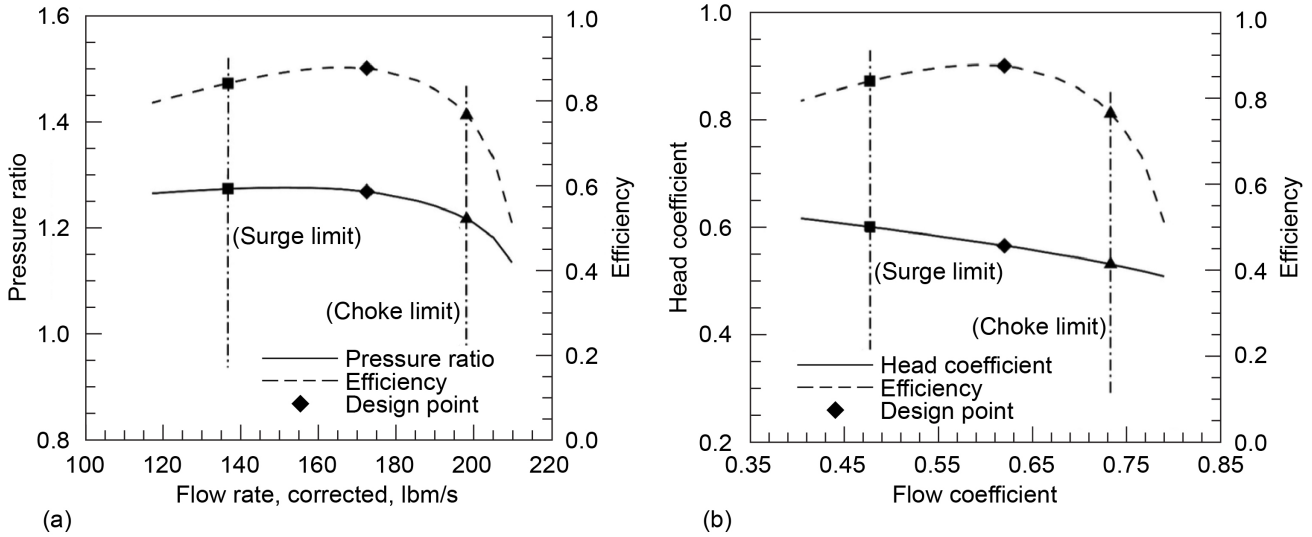 1.6
1.4
1.2
1.0
0.8
Pressure ratio
1.0
0.8
0.6
0.4
0.2
0.0
Efficiency
(Surge limit)
(Choke limit)
Pressure ratio
Efficiency
Design point
100 120 140 160 180 200 220
Flow rate, corrected, lbm/s
(a)
1.0
0.8
0.6
0.4
0.2
Head coefficient
1.0
0.8
0.6
0.4
0.2
0.0
Efficiency
(Surge limit)
(Choke limit)
Head coefficient
Efficiency
Design point
0.35 0.45 0.55 0.65 0.75 0.85
Flow coefficient
(b)